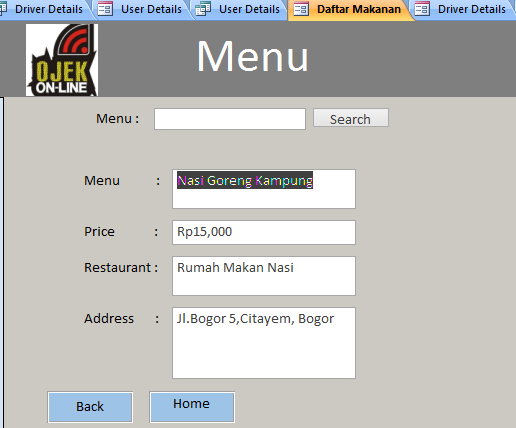 Driver Details
User Details
User Details
Daftar Makanan
Driver Details
OJEK
ON-LINE
Menu
Menu :
Search
Menu : Nasi Goreng Kampung
Price : Rp15,000
Restaurant : Rumah Makan Nasi
Address : Jl.Bogor 5,Citayem, Bogor
Back
Home